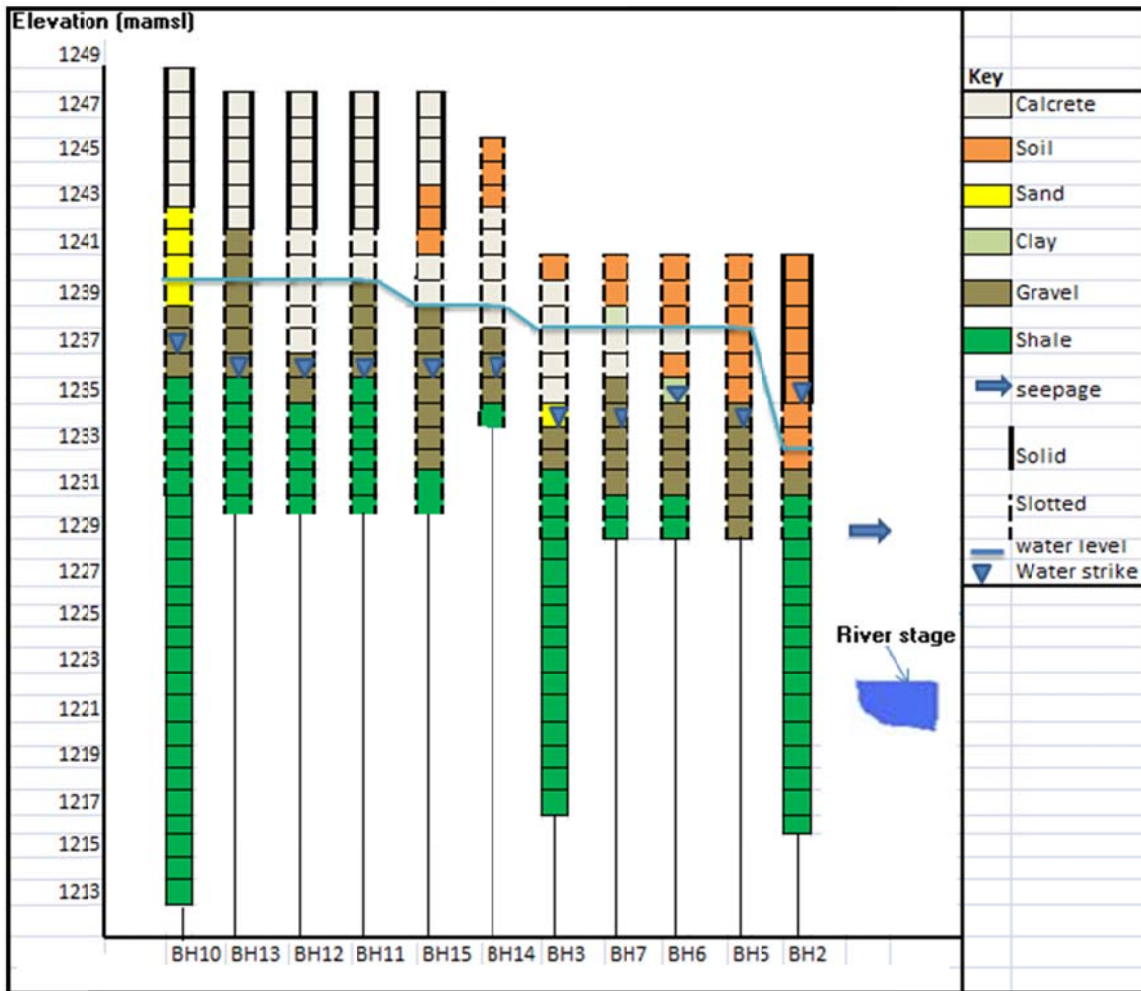 Elevation (mamsl)
1249
1247
1245
1243
1241
1239
1237
1235
1233
1231
1229
1227
1225
1223
1221
1219
1217
1215
1213
BH10 BH13 BH12 BH11 BH15 BH14 BH3 BH7 BH6 BH5 BH2
River stage
Key
Calcrete
Soil
Sand
Clay
Gravel
Shale
seepage
Solid
Slotted
water level
Water strike